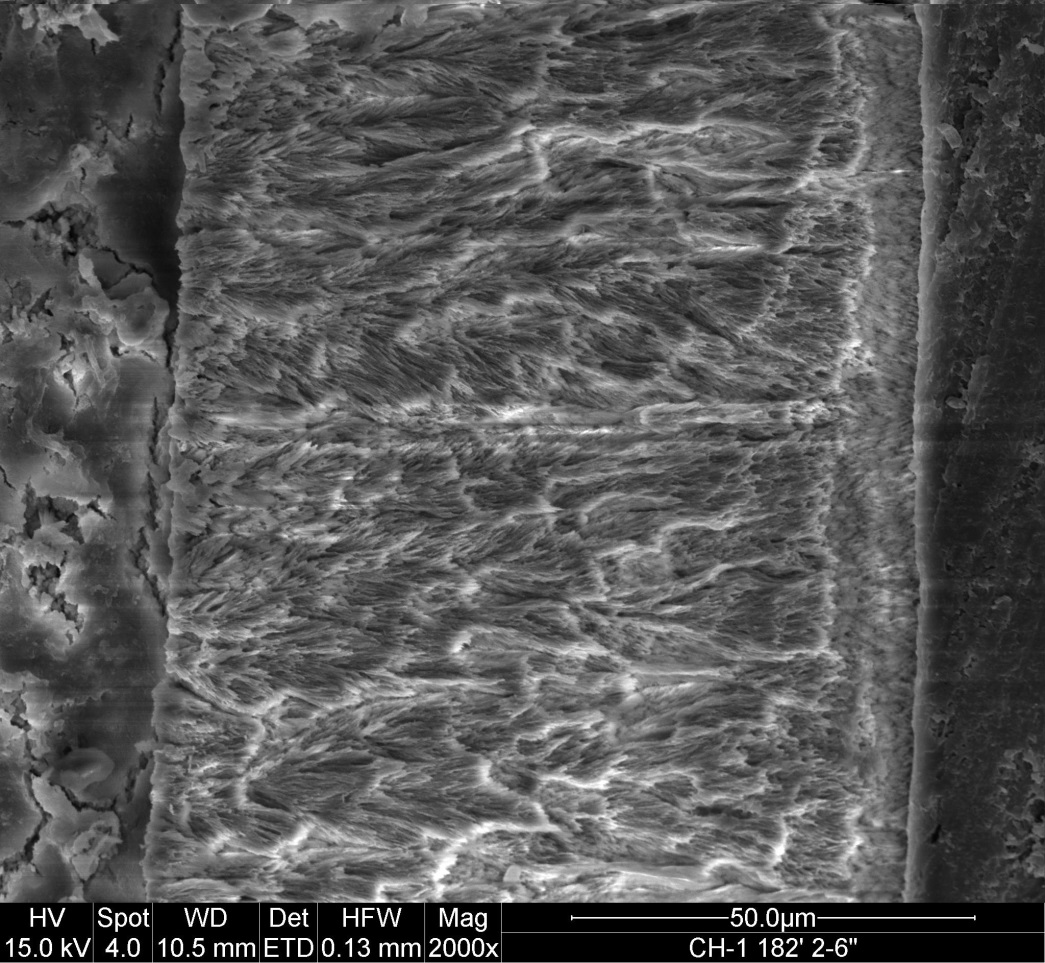 HV Spot WD Det HFW Mag 50.0µm
15.0 kV 4.0 10.5 mm ETD 0.13 mm 2000x CH-1 182' 2-6"